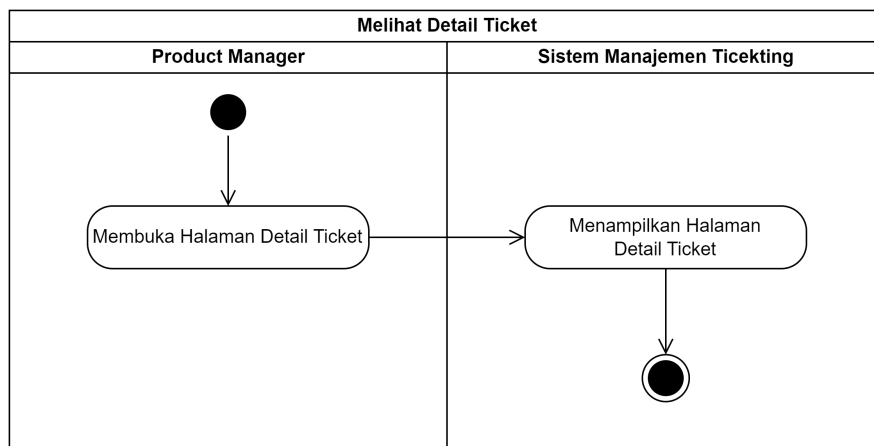 Melihat Detail Ticket
Product Manager
Sistem Manajemen Ticekting
Membuka Halaman Detail Ticket
Menampilkan Halaman
Detail Ticket